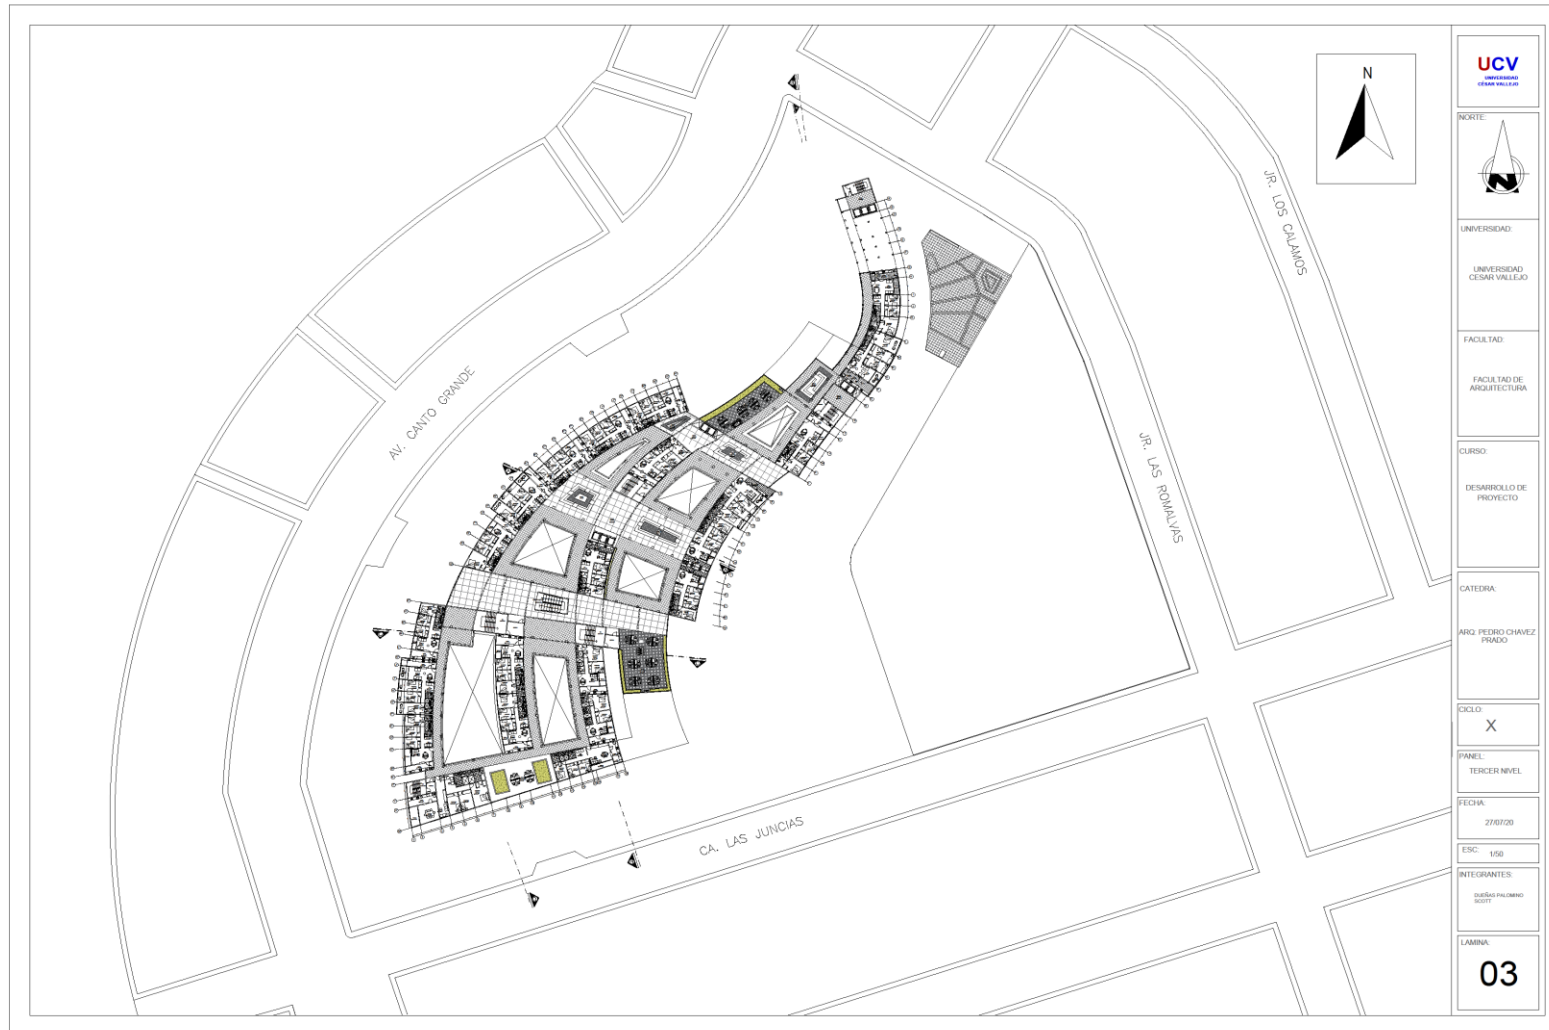 N
AV. CANTO GRANDE
JR. LOS CALAMOS
JR. LAS ROMALVAS
CA. LAS JUNCIAS
UCV
UNIVERSIDAD
CÉSAR VALLEJO
NORTE:
N
UNIVERSIDAD:
UNIVERSIDAD
CESAR VALLEJO
FACULTAD:
FACULTAD DE
ARQUITECTURA
CURSO:
DESARROLLO DE
PROYECTO
CATEDRA:
ARQ. PEDRO CHAVEZ
PRADO
CICLO:
X
PANEL:
TERCER NIVEL
FECHA:
27/07/20
ESC:
1/50
INTEGRANTES:
DUEÑAS PALOMINO
SCOTT
LAMINA:
03